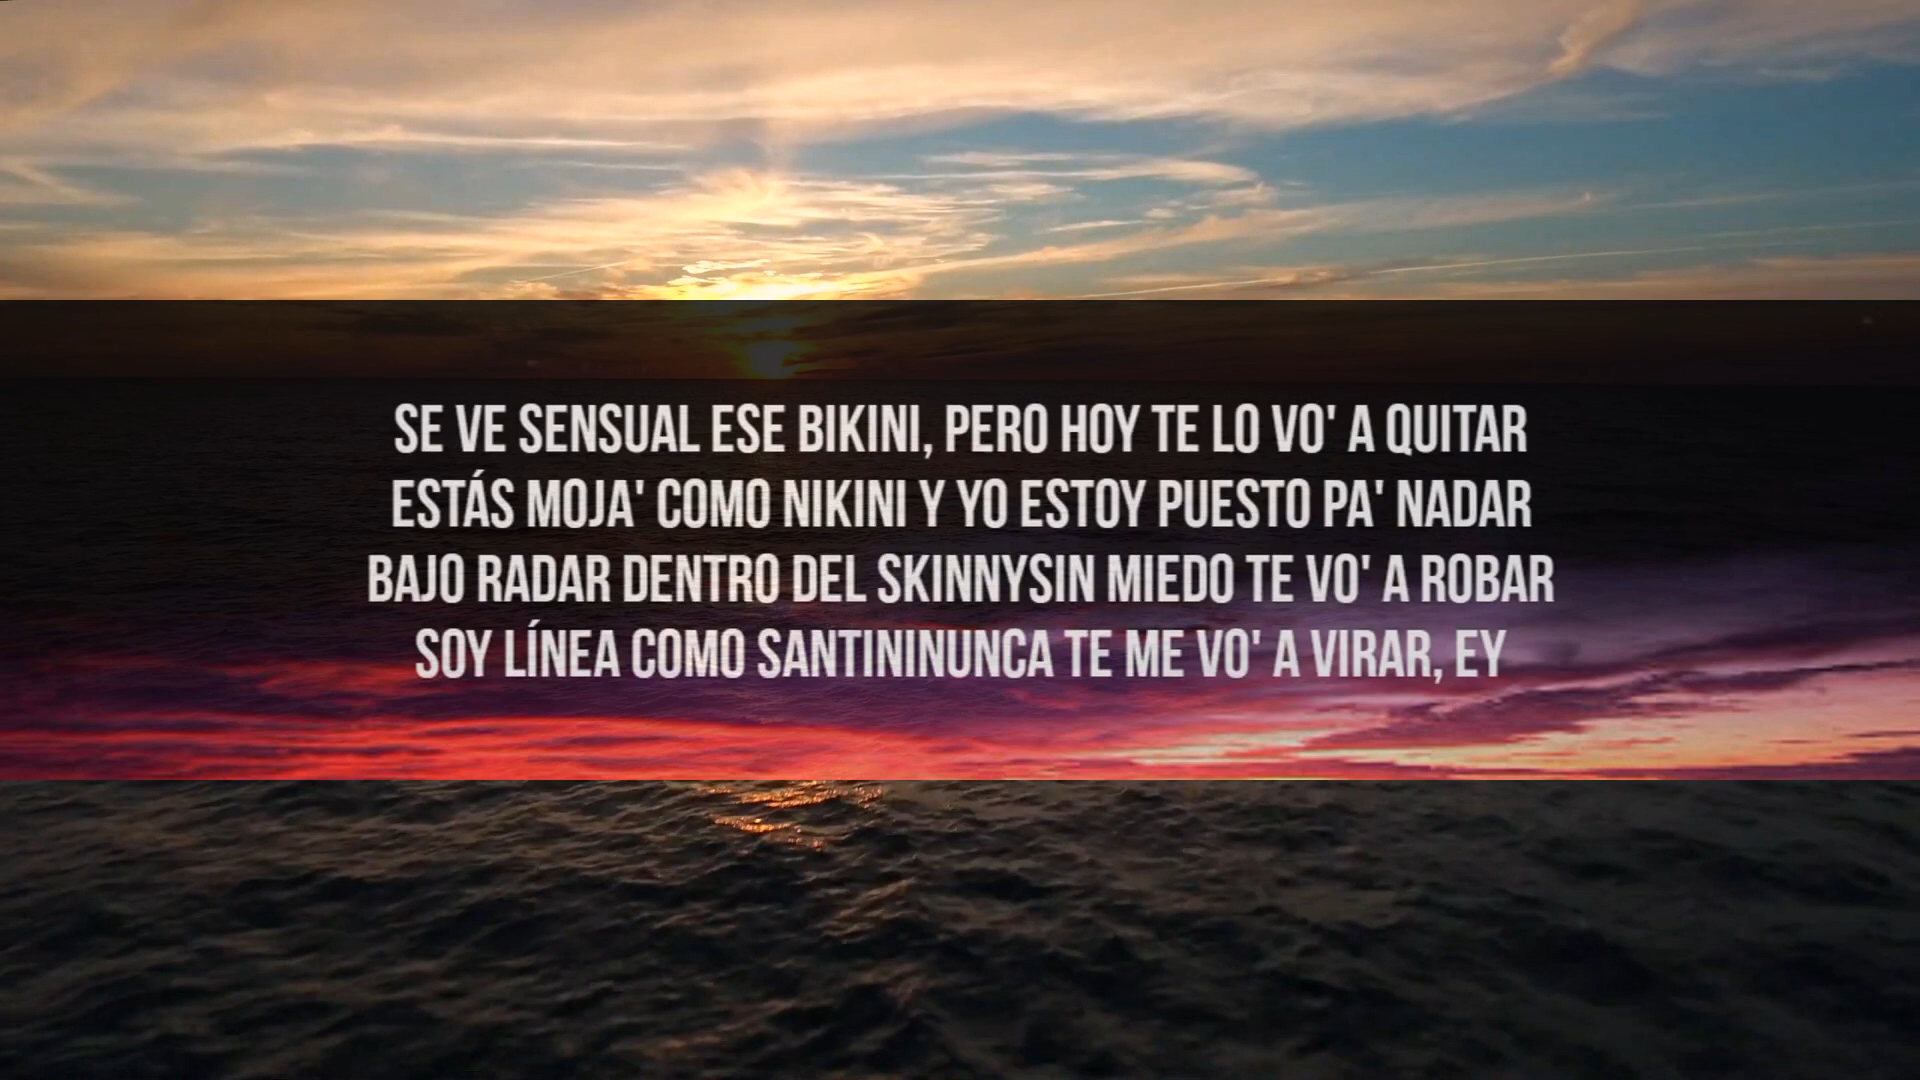 SE VE SENSUAL ESE BIKINI, PERO HOY TE LO VO' A QUITAR
ESTÁS MOJA' COMO NIKINI Y YO ESTOY PUESTO PA' NADAR
BAJO RADAR DENTRO DEL SKINNYSIN MIEDO TE VO' A ROBAR
SOY LÍNEA COMO SANTININUNCA TE ME VO' A VIRAR, EY